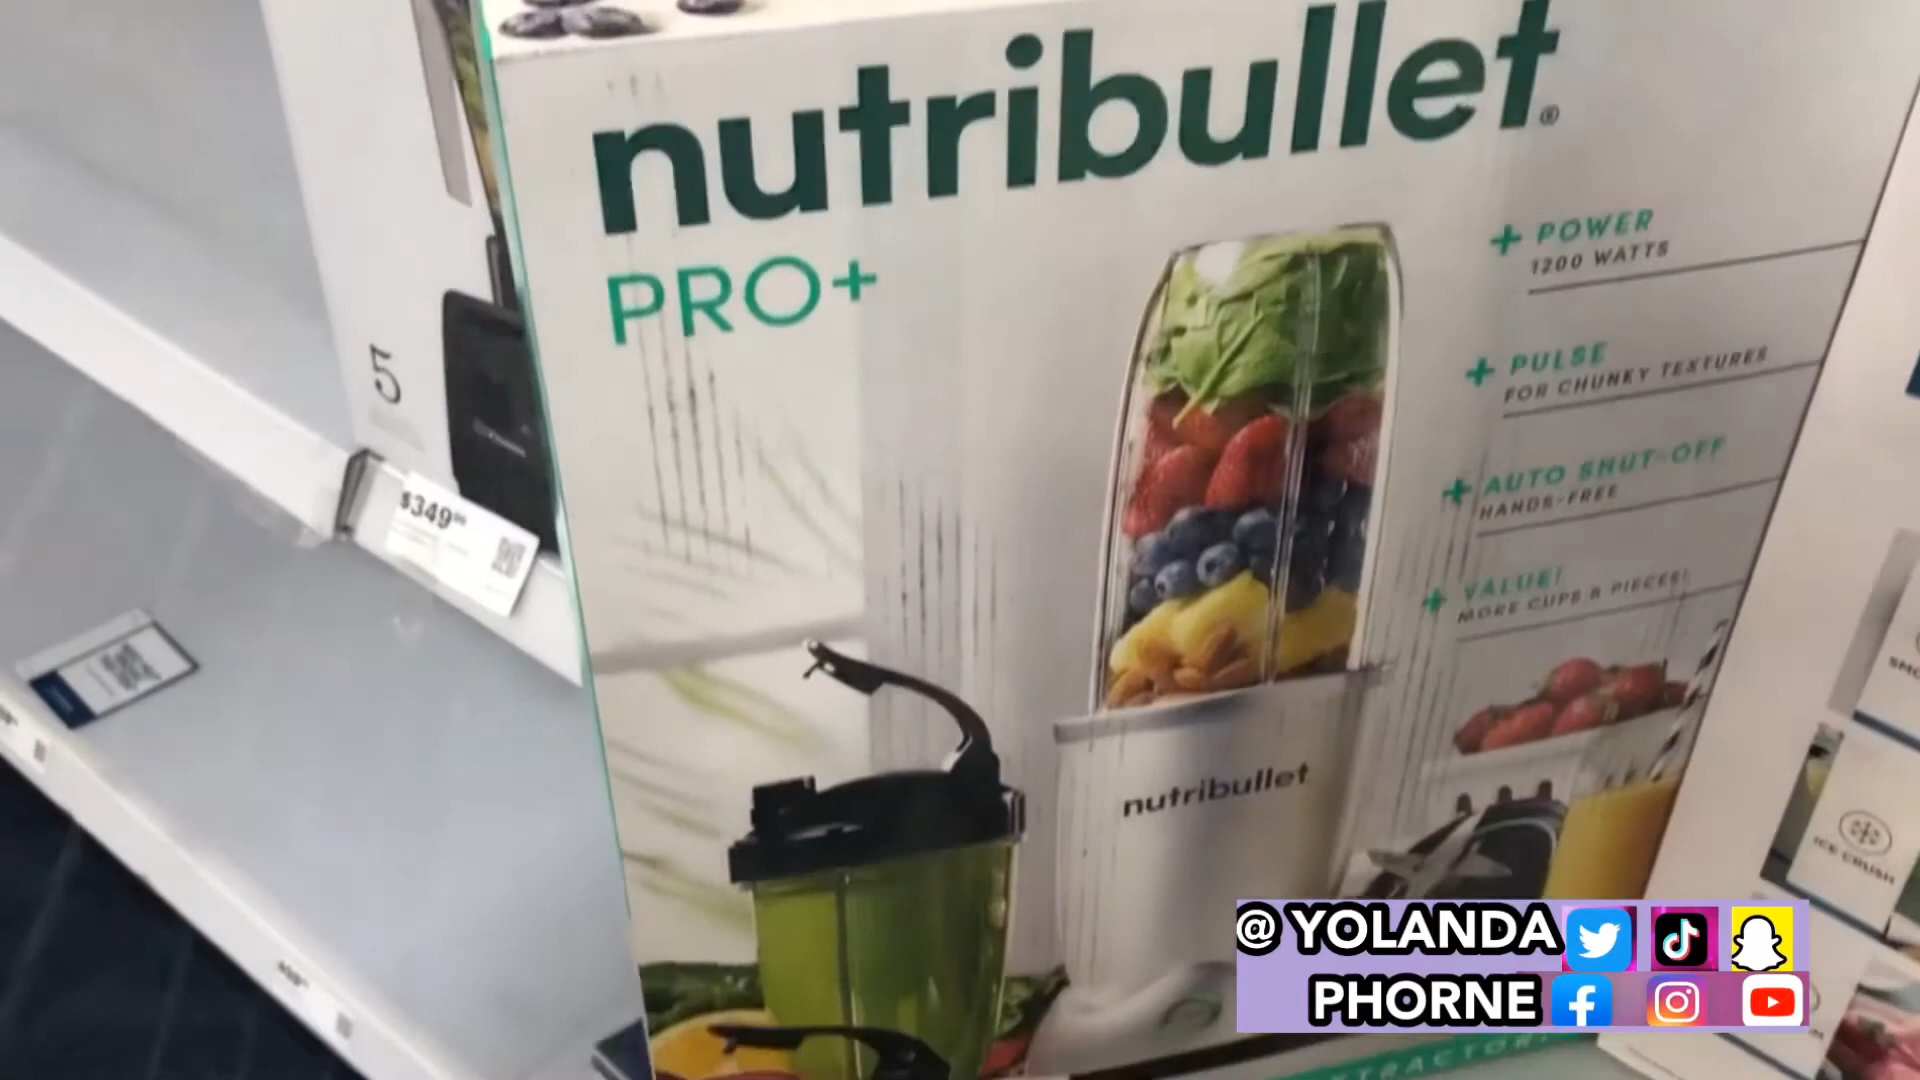 nutribullet®
PRO+
+ POWER
1200 WATTS
+ PULSE
FOR CHUNKY TEXTURES
+ AUTO SHUT-OFF
HANDS-FREE
+ VALUE!
MORE CUPS & PIECES!
nutribullet
5
$349⁹⁹
ICE CRUSH
@ YOLANDA
PHORNE